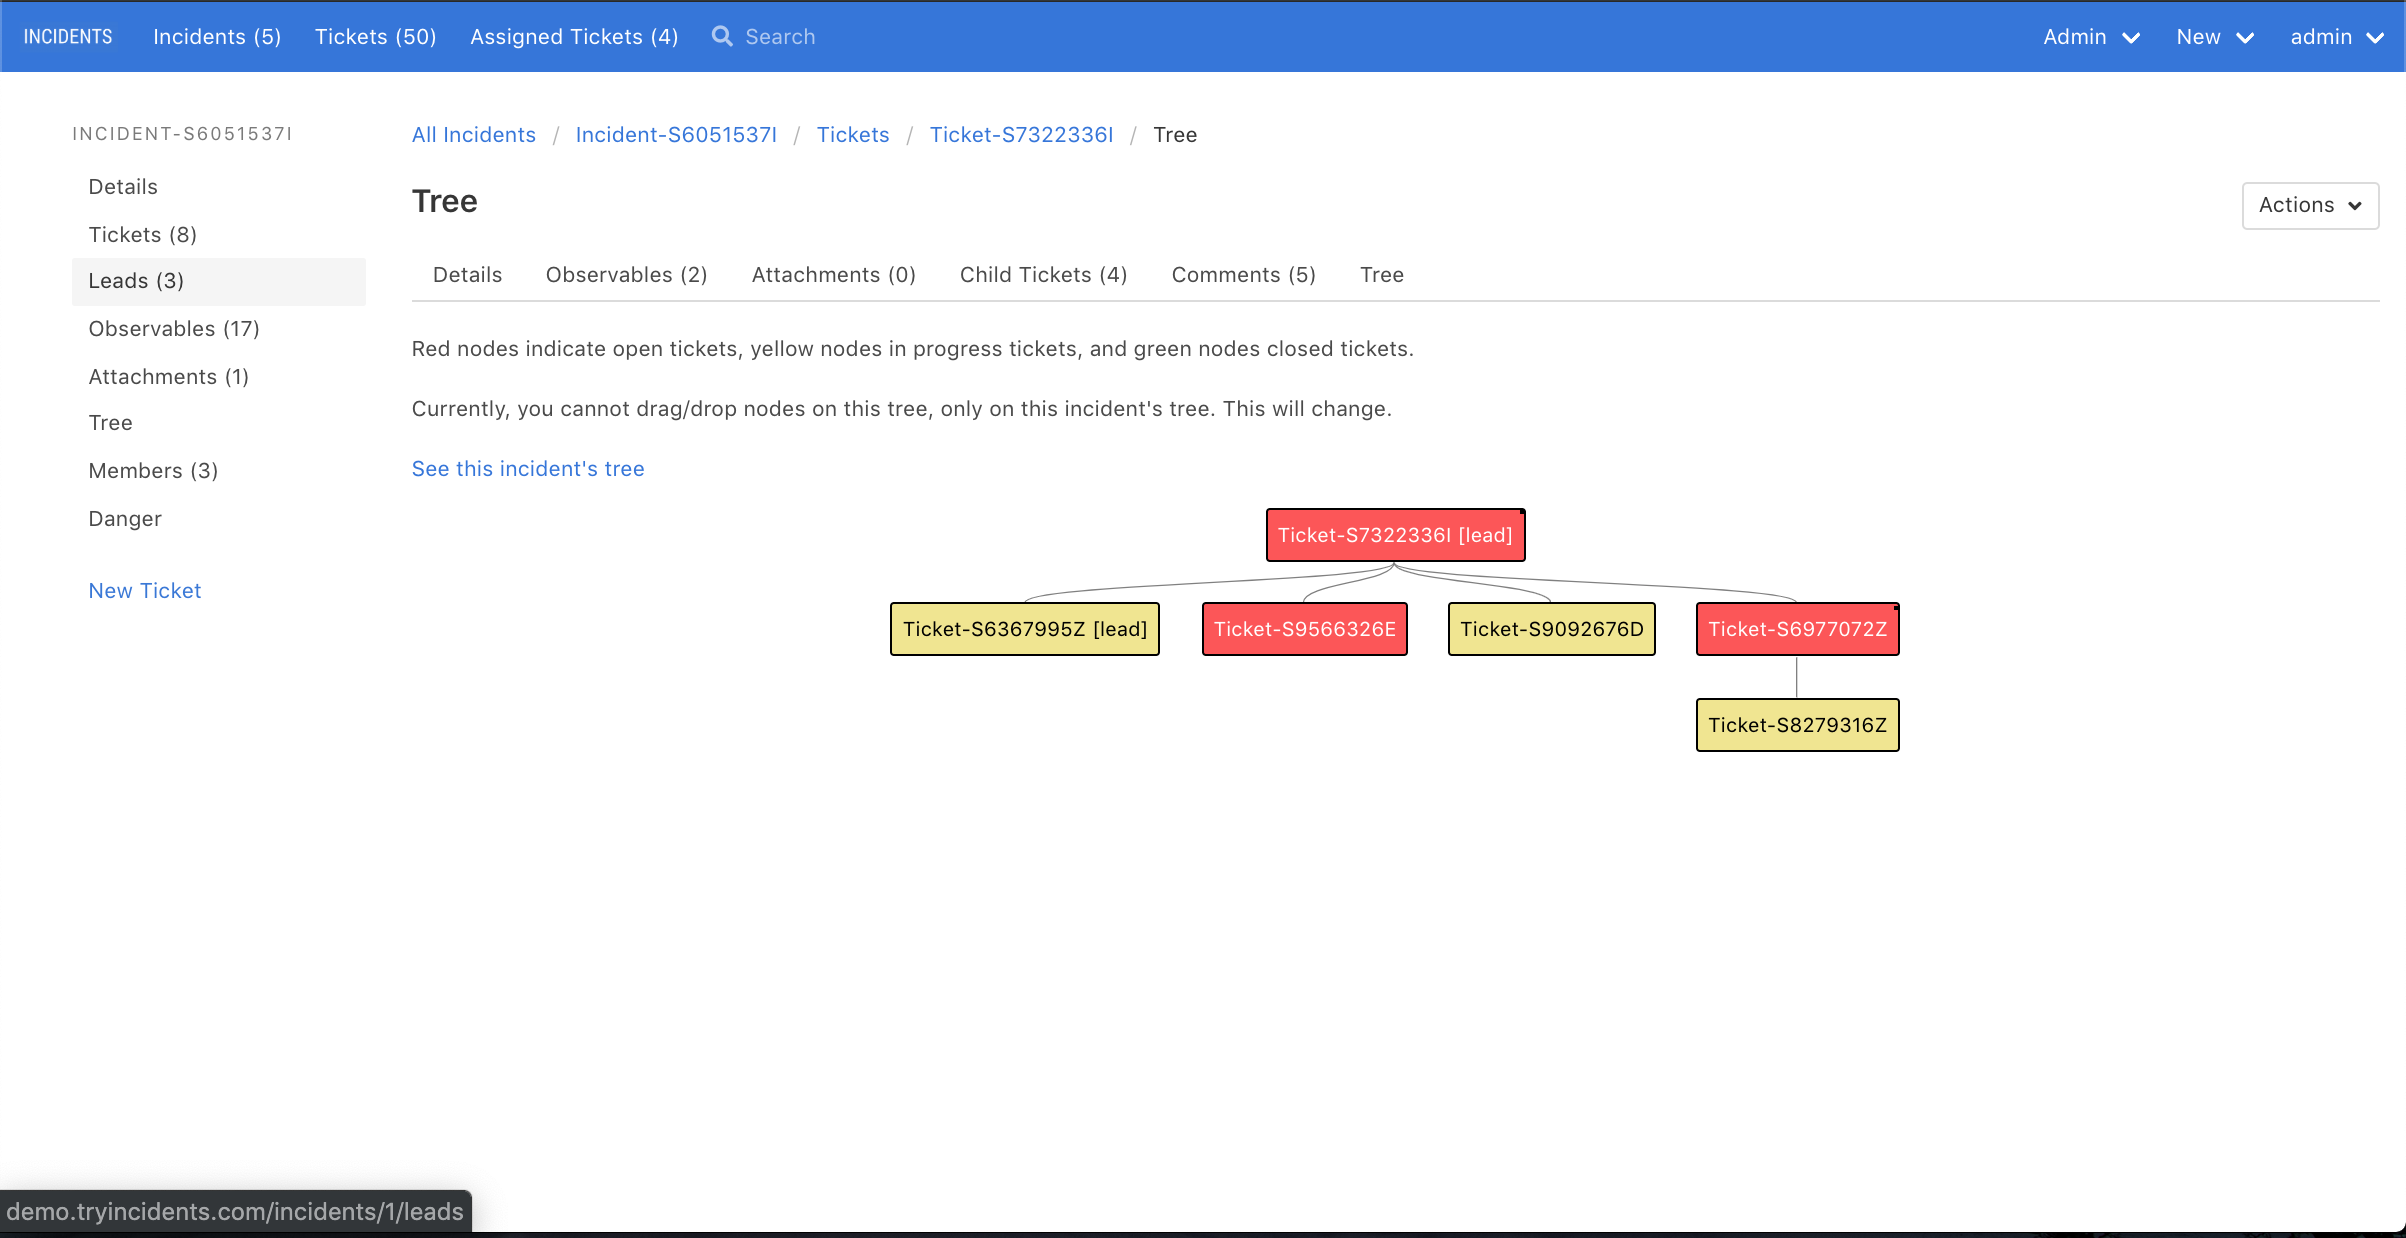 INCIDENTS Incidents (5) Tickets (50) Assigned Tickets (4) Search Admin New admin
INCIDENT-S6051537I
Details
Tickets (8)
Leads (3)
Observables (17)
Attachments (1)
Tree
Members (3)
Danger
New Ticket
All Incidents / Incident-S6051537I / Tickets / Ticket-S7322336I / Tree
Tree
Actions
Details Observables (2) Attachments (0) Child Tickets (4) Comments (5) Tree
Red nodes indicate open tickets, yellow nodes in progress tickets, and green nodes closed tickets.
Currently, you cannot drag/drop nodes on this tree, only on this incident's tree. This will change.
See this incident's tree
Ticket-S7322336I [lead]
Ticket-S6367995Z [lead] Ticket-S9566326E Ticket-S9092676D Ticket-S6977072Z
Ticket-S8279316Z
demo.tryincidents.com/incidents/1/leads